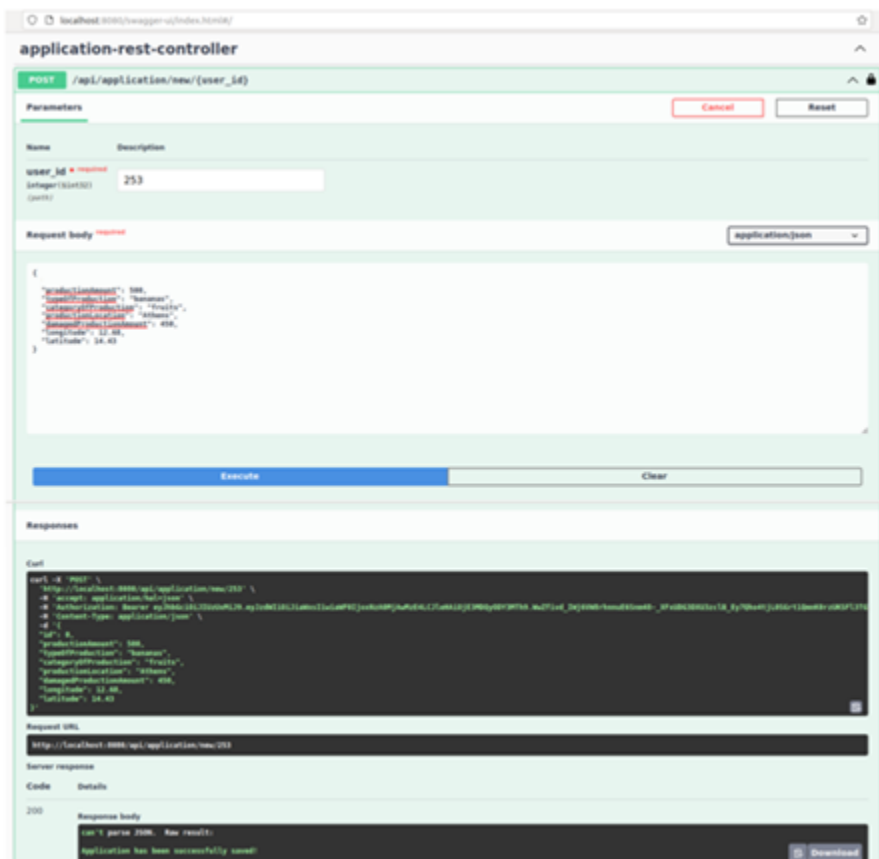 localhost:8080/swagger-ui/index.html#/
application-rest-controller
POST /api/application/new/{user_id}
Parameters
Cancel
Reset
Name Description
user_id * required
integer($int32)
(path)
253
Request body required
application/json
{
"productionAmount": 500,
"typeOfProduction": "bananas",
"categoryOfProduction": "fruits",
"productionLocation": "Athens",
"damagedProductionAmount": 450,
"longitude": 12.68,
"latitude": 14.43
}
Execute
Clear
Responses
Curl
curl -X 'POST' \
'http://localhost:8080/api/application/new/253' \
-H 'accept: application/hal+json' \
-H 'Authorization: Bearer
-H 'Content-Type: application/json' \
-d '{
"id": 0,
"productionAmount": 500,
"typeOfProduction": "bananas",
"categoryOfProduction": "fruits",
"productionLocation": "Athens",
"damagedProductionAmount": 450,
"longitude": 12.68,
"latitude": 14.43
}'
Request URL
http://localhost:8080/api/application/new/253
Server response
Code Details
200
Response body
can't parse JSON. Raw result:
Application has been successfully saved!
Download